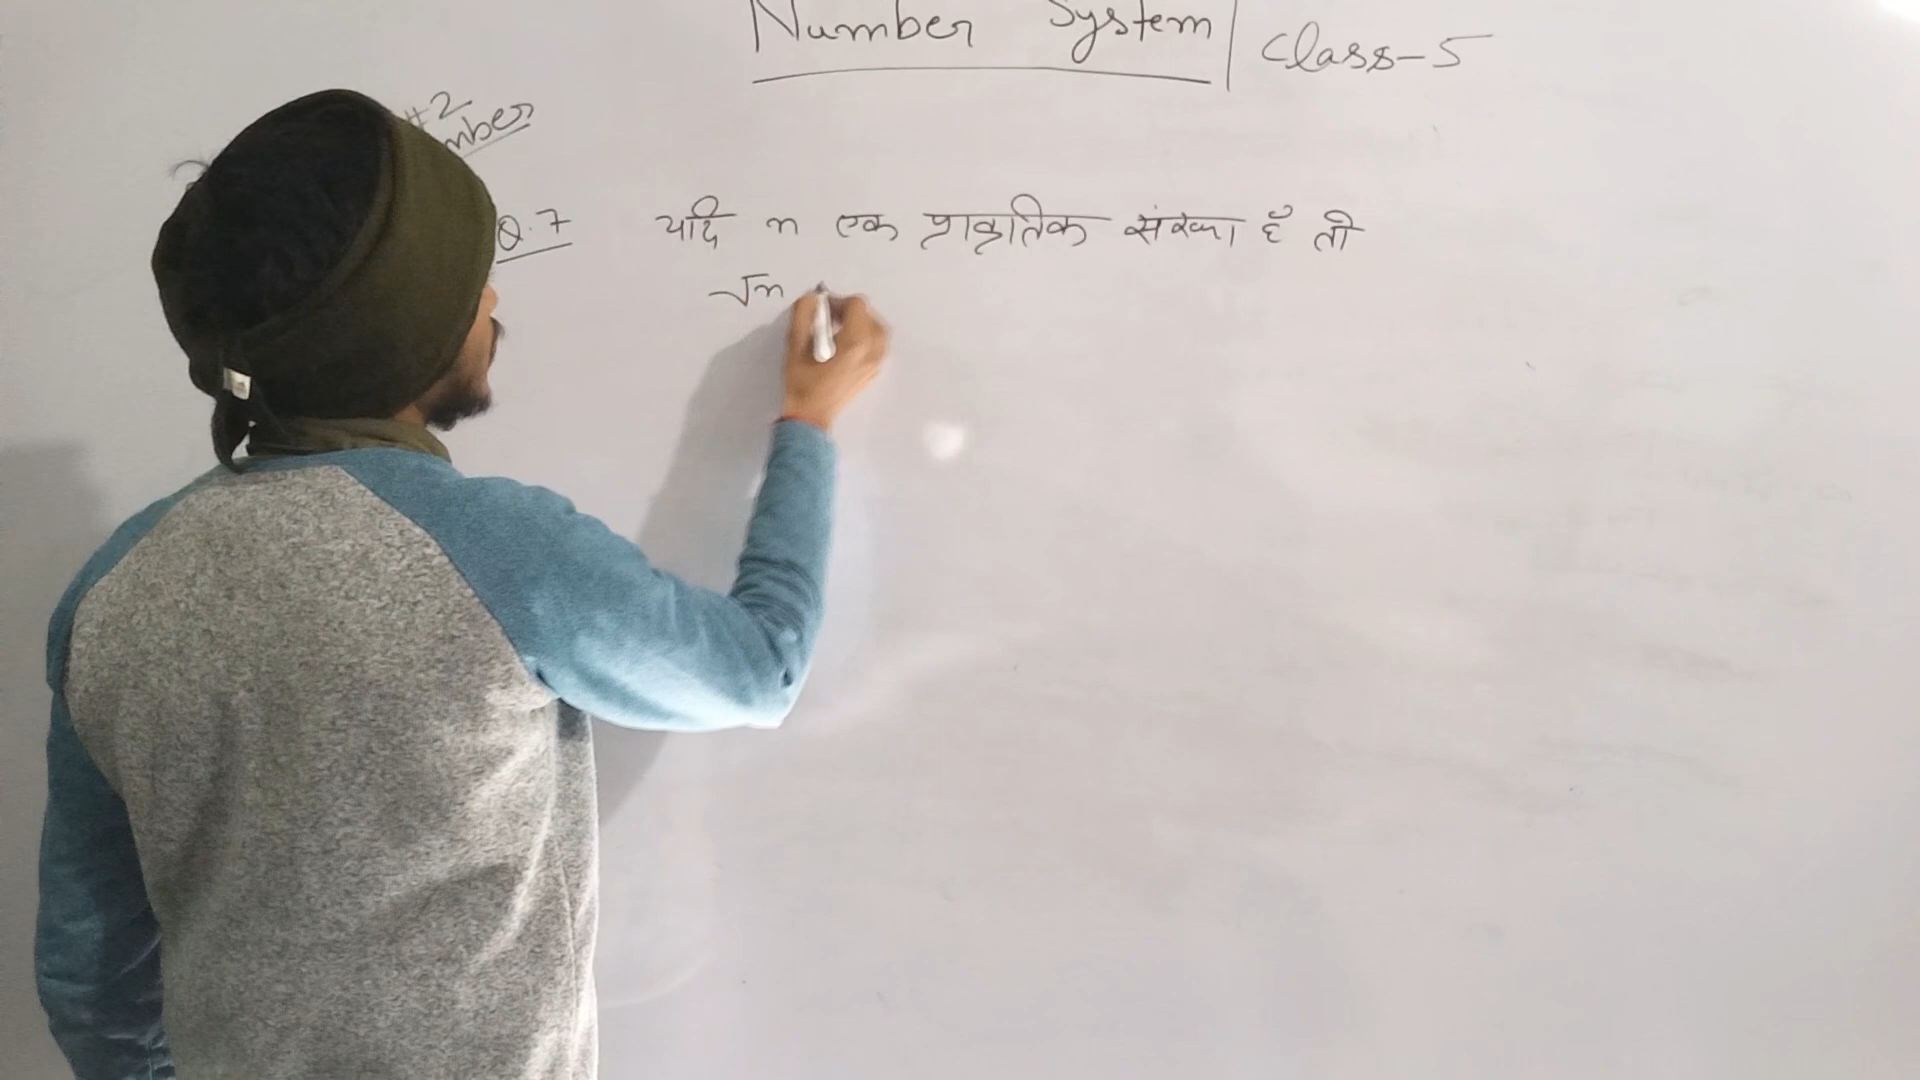 Number System | Class-5
#2
Q.7 यदि n एक प्राकृतिक संख्या है तो
√n